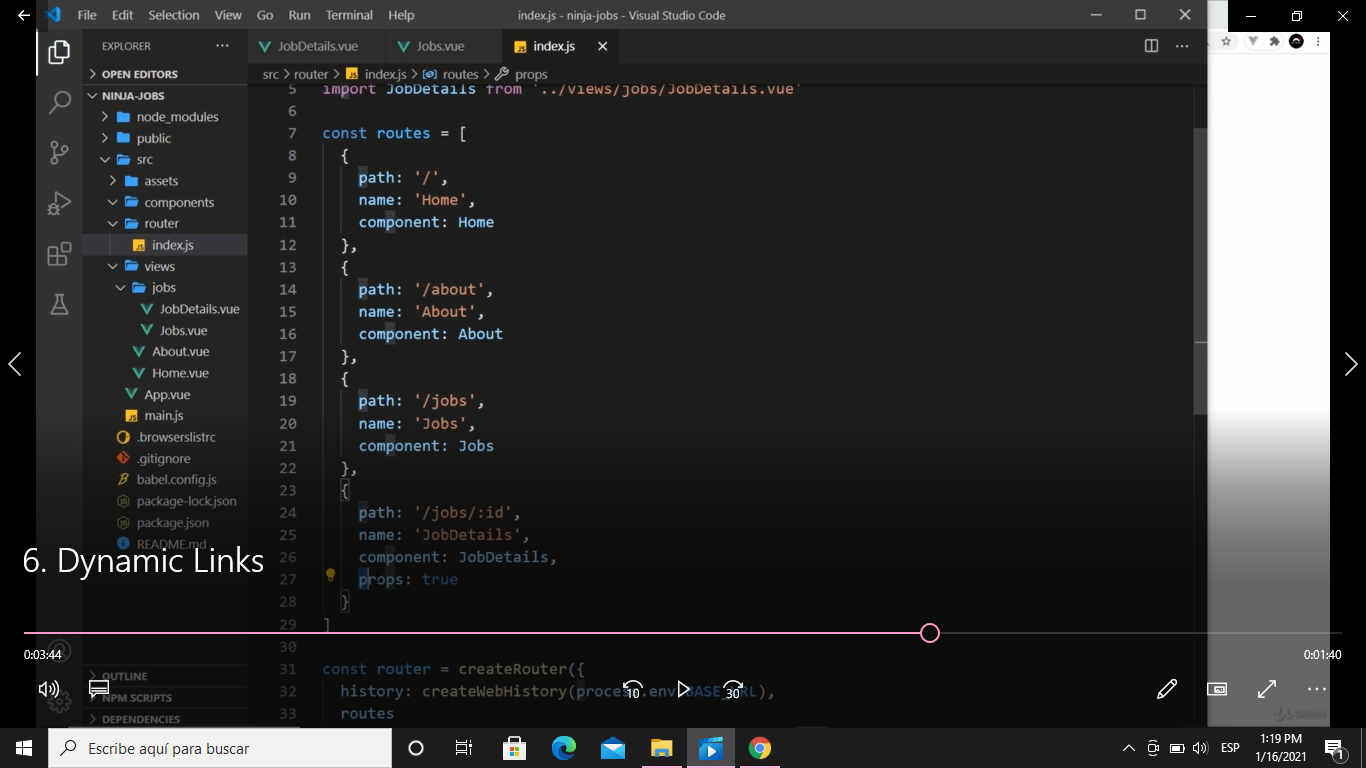 File Edit Selection View Go Run Terminal Help
index.js - ninja-jobs - Visual Studio Code
EXPLORER
JobDetails.vue
Jobs.vue
index.js
OPEN EDITORS
src > router > index.js > routes > props
NINJA-JOBS
node_modules
public
src
assets
components
router
index.js
views
jobs
JobDetails.vue
Jobs.vue
About.vue
Home.vue
App.vue
main.js
.browserslistrc
.gitignore
babel.config.js
package-lock.json
package.json
README.md
OUTLINE
NPM SCRIPTS
DEPENDENCIES
5 import JobDetails from '../views/jobs/JobDetails.vue'
6
7 const routes = [
8 {
9 path: '/',
10 name: 'Home',
11 component: Home
12 },
13 {
14 path: '/about',
15 name: 'About',
16 component: About
17 },
18 {
19 path: '/jobs',
20 name: 'Jobs',
21 component: Jobs
22 },
23 {
24 path: '/jobs/:id',
25 name: 'JobDetails',
26 component: JobDetails,
27 props: true
28 }
29 ]
30
31 const router = createRouter({
32 history: createWebHistory(process.env.BASE_URL),
33 routes
6. Dynamic Links
0:03:44
0:01:40
10
30
Udemy
Escribe aquí para buscar
ESP
1:19 PM
1/16/2021
1